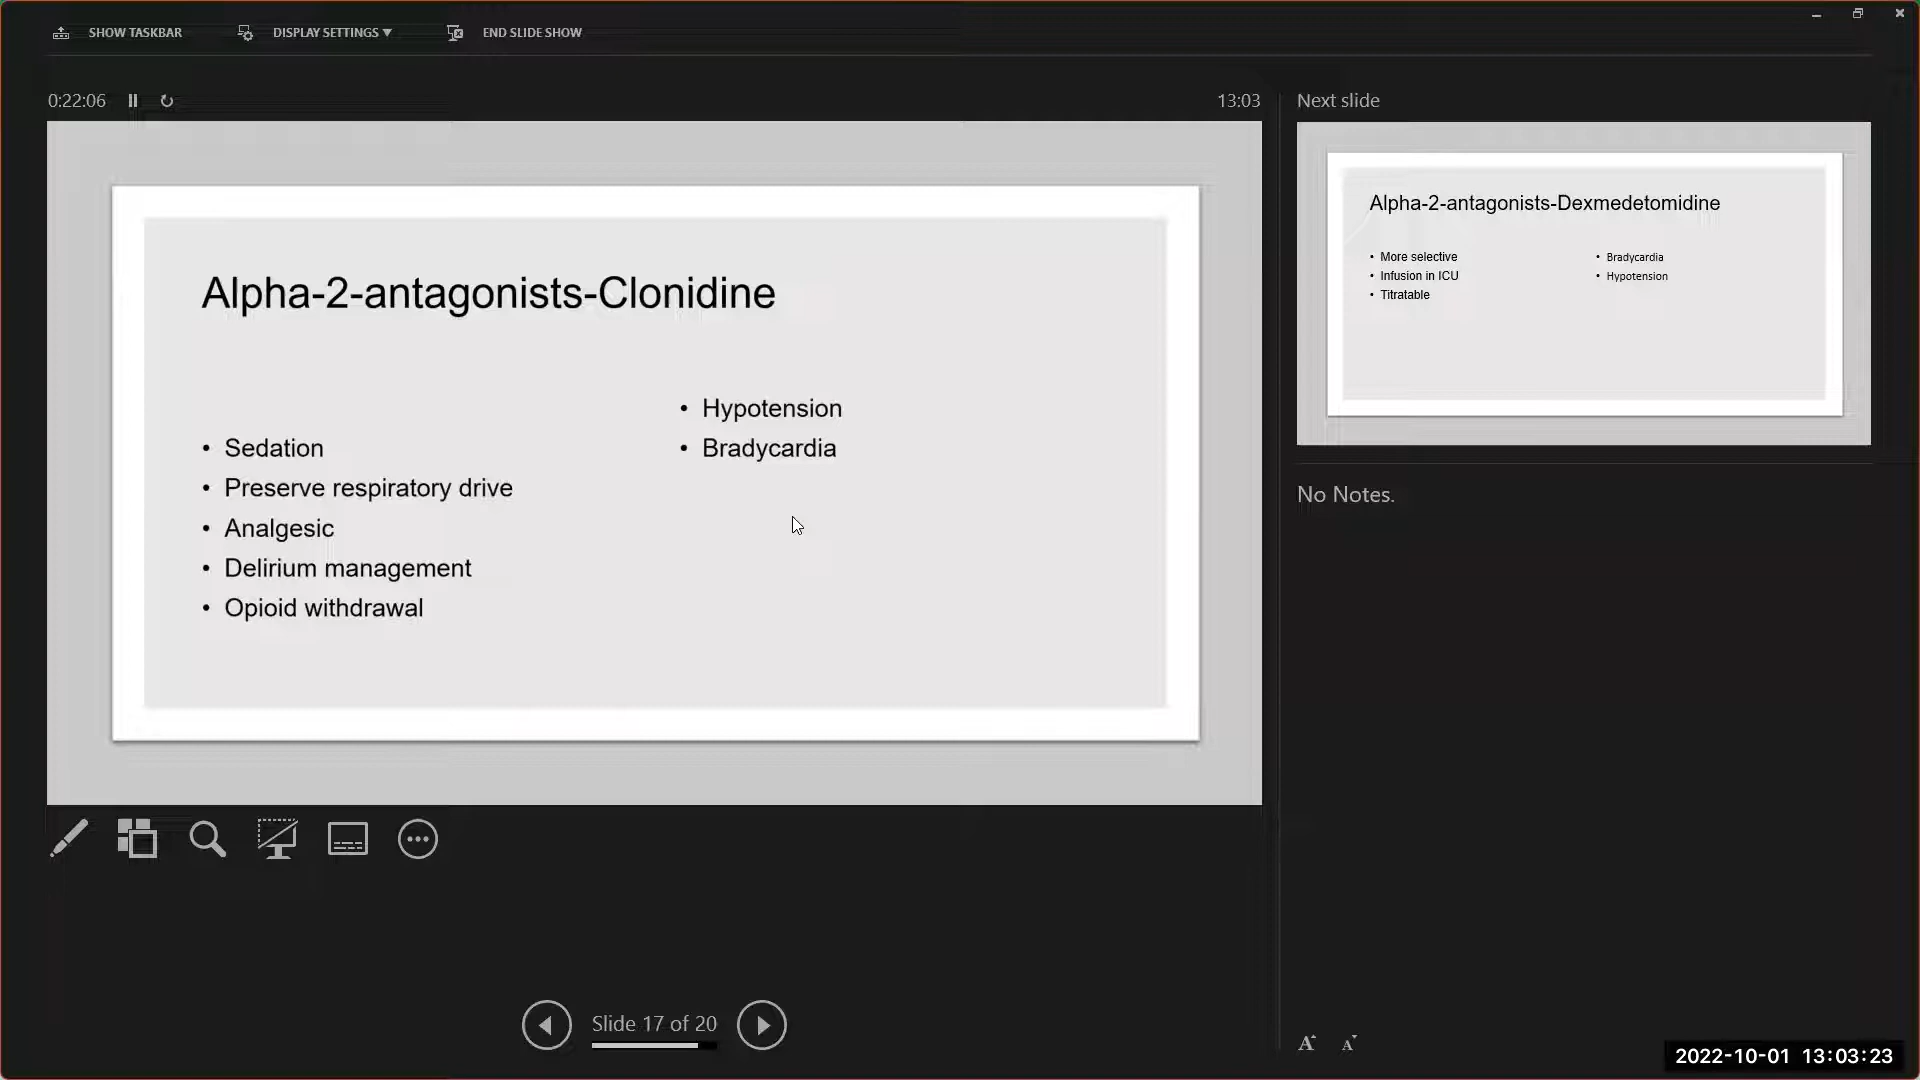 SHOW TASKBAR
DISPLAY SETTINGS ▼
END SLIDE SHOW
0:22:06
13:03
Alpha-2-antagonists-Clonidine
• Sedation
• Preserve respiratory drive
• Analgesic
• Delirium management
• Opioid withdrawal
• Hypotension
• Bradycardia
Next slide
Alpha-2-antagonists-Dexmedetomidine
• More selective
• Infusion in ICU
• Titratable
• Bradycardia
• Hypotension
No Notes.
Slide 17 of 20
A A
2022-10-01 13:03:23